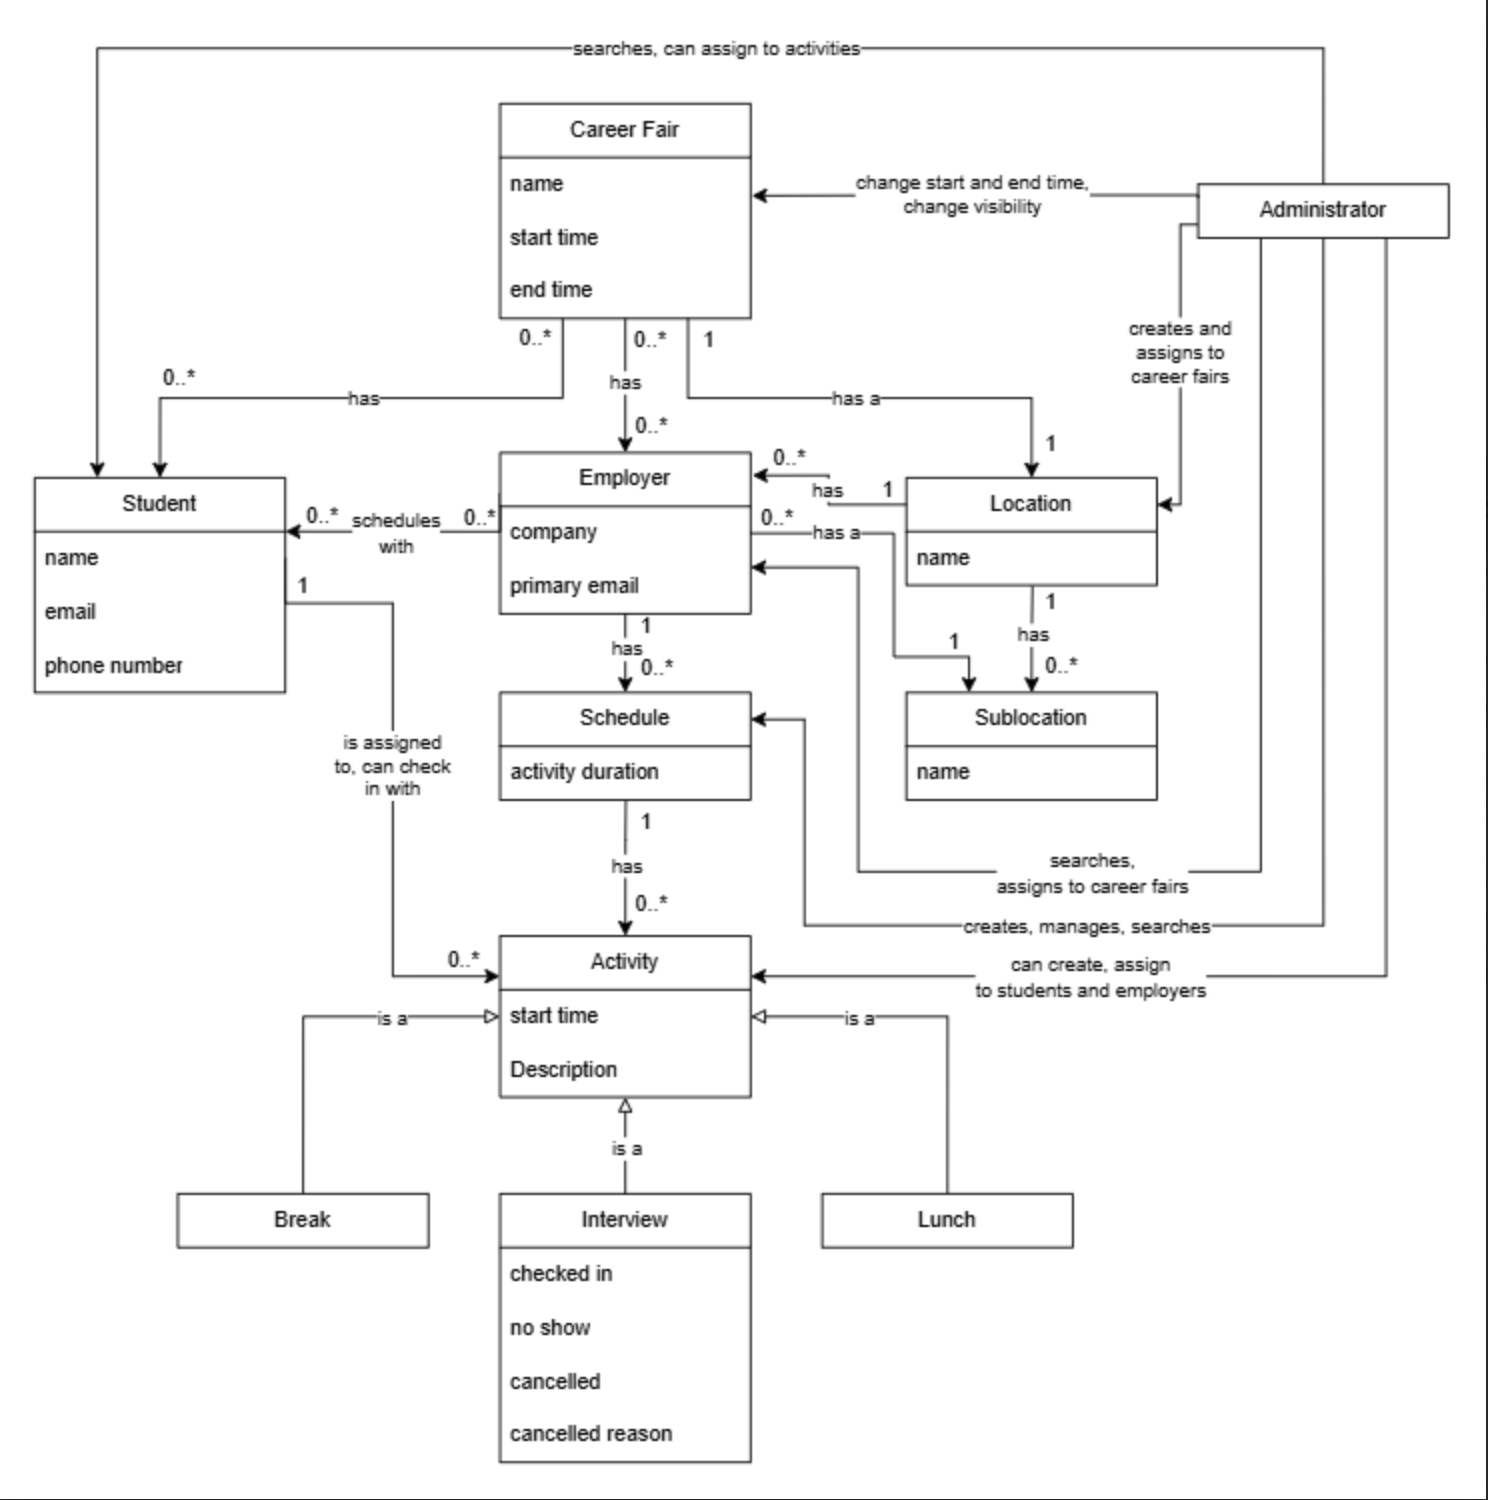 searches, can assign to activities
Career Fair
name
start time
end time
change start and end time,
change visibility
Administrator
creates and
assigns to
career fairs
0..*
0..*
1
0..*
has
has
has a
0..*
1
Student
name
email
phone number
0..*
schedules
with
0..*
Employer
company
primary email
0..*
has
1
0..*
has a
Location
name
1
1
has
0..*
1
has
0..*
1
is assigned
to, can check
in with
0..*
Schedule
activity duration
Sublocation
name
1
has
0..*
searches,
assigns to career fairs
creates, manages, searches
can create, assign
to students and employers
Activity
start time
Description
is a
is a
is a
Break
Interview
checked in
no show
cancelled
cancelled reason
Lunch